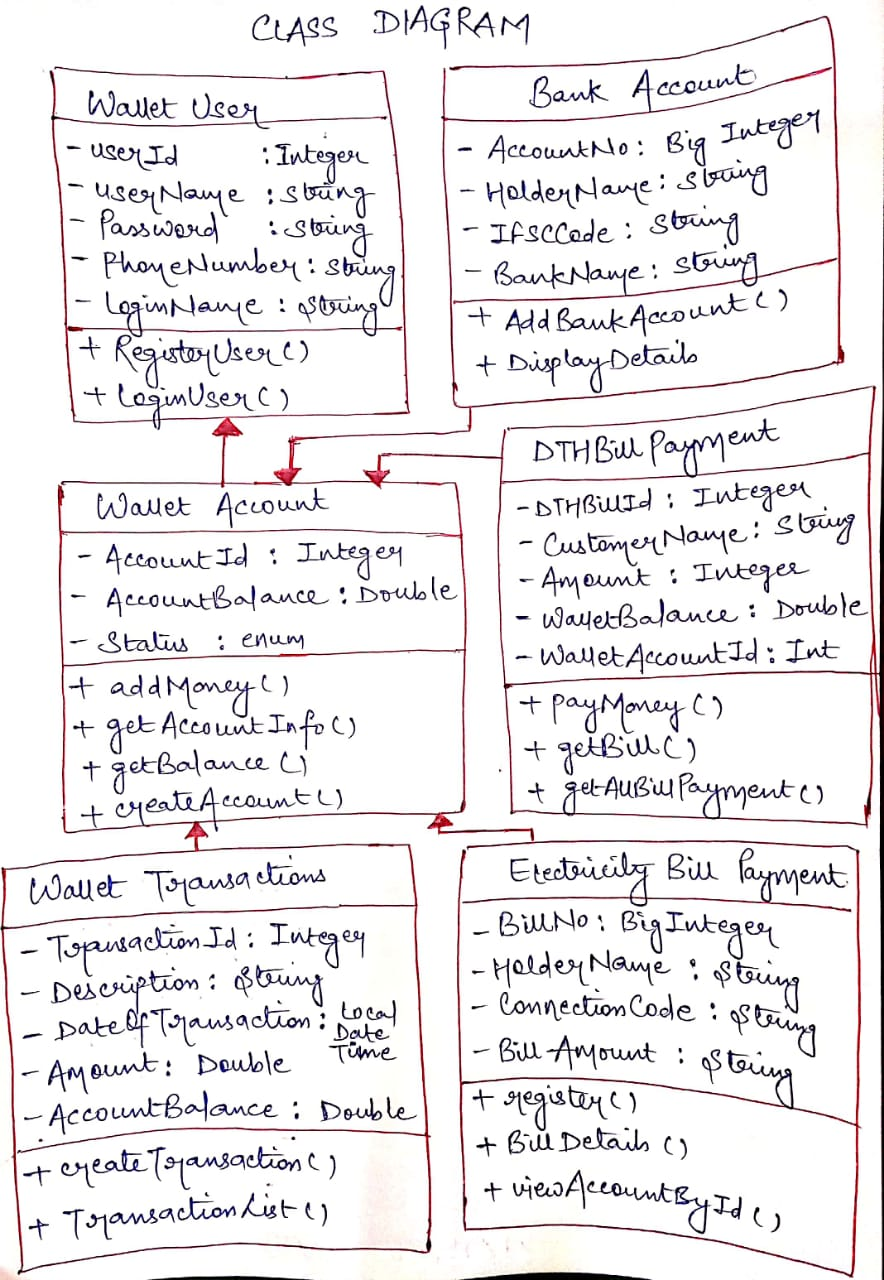 CLASS DIAGRAM
Wallet User
- userId : Integer
- userName : String
- Password : String
- PhoneNumber : String
- LoginName : String
+ RegisterUser()
+ LoginUser()
Bank Account
- AccountNo : Big Integer
- HolderName : String
- IFSCCode : String
- BankName : String
+ AddBankAccount()
+ DisplayDetails
Wallet Account
- AccountId : Integer
- AccountBalance : Double
- Status : enum
+ addMoney()
+ getAccountInfo()
+ getBalance()
+ createAccount()
DTHBill Payment
- DTHBillId : Integer
- CustomerName : String
- Amount : Integer
- WalletBalance : Double
- WalletAccountId : Int
+ payMoney()
+ getBill()
+ getAllBillPayment()
Wallet Transactions
- TransactionId : Integer
- Description : String
- DateOfTransaction : Local
Date
Time
- Amount : Double
- AccountBalance : Double
+ createTransaction()
+ TransactionList()
Electricity Bill Payment
- BillNo : BigInteger
- HolderName : String
- ConnectionCode : String
- Bill-Amount : String
+ register()
+ BillDetails ()
+ viewAccountById ()